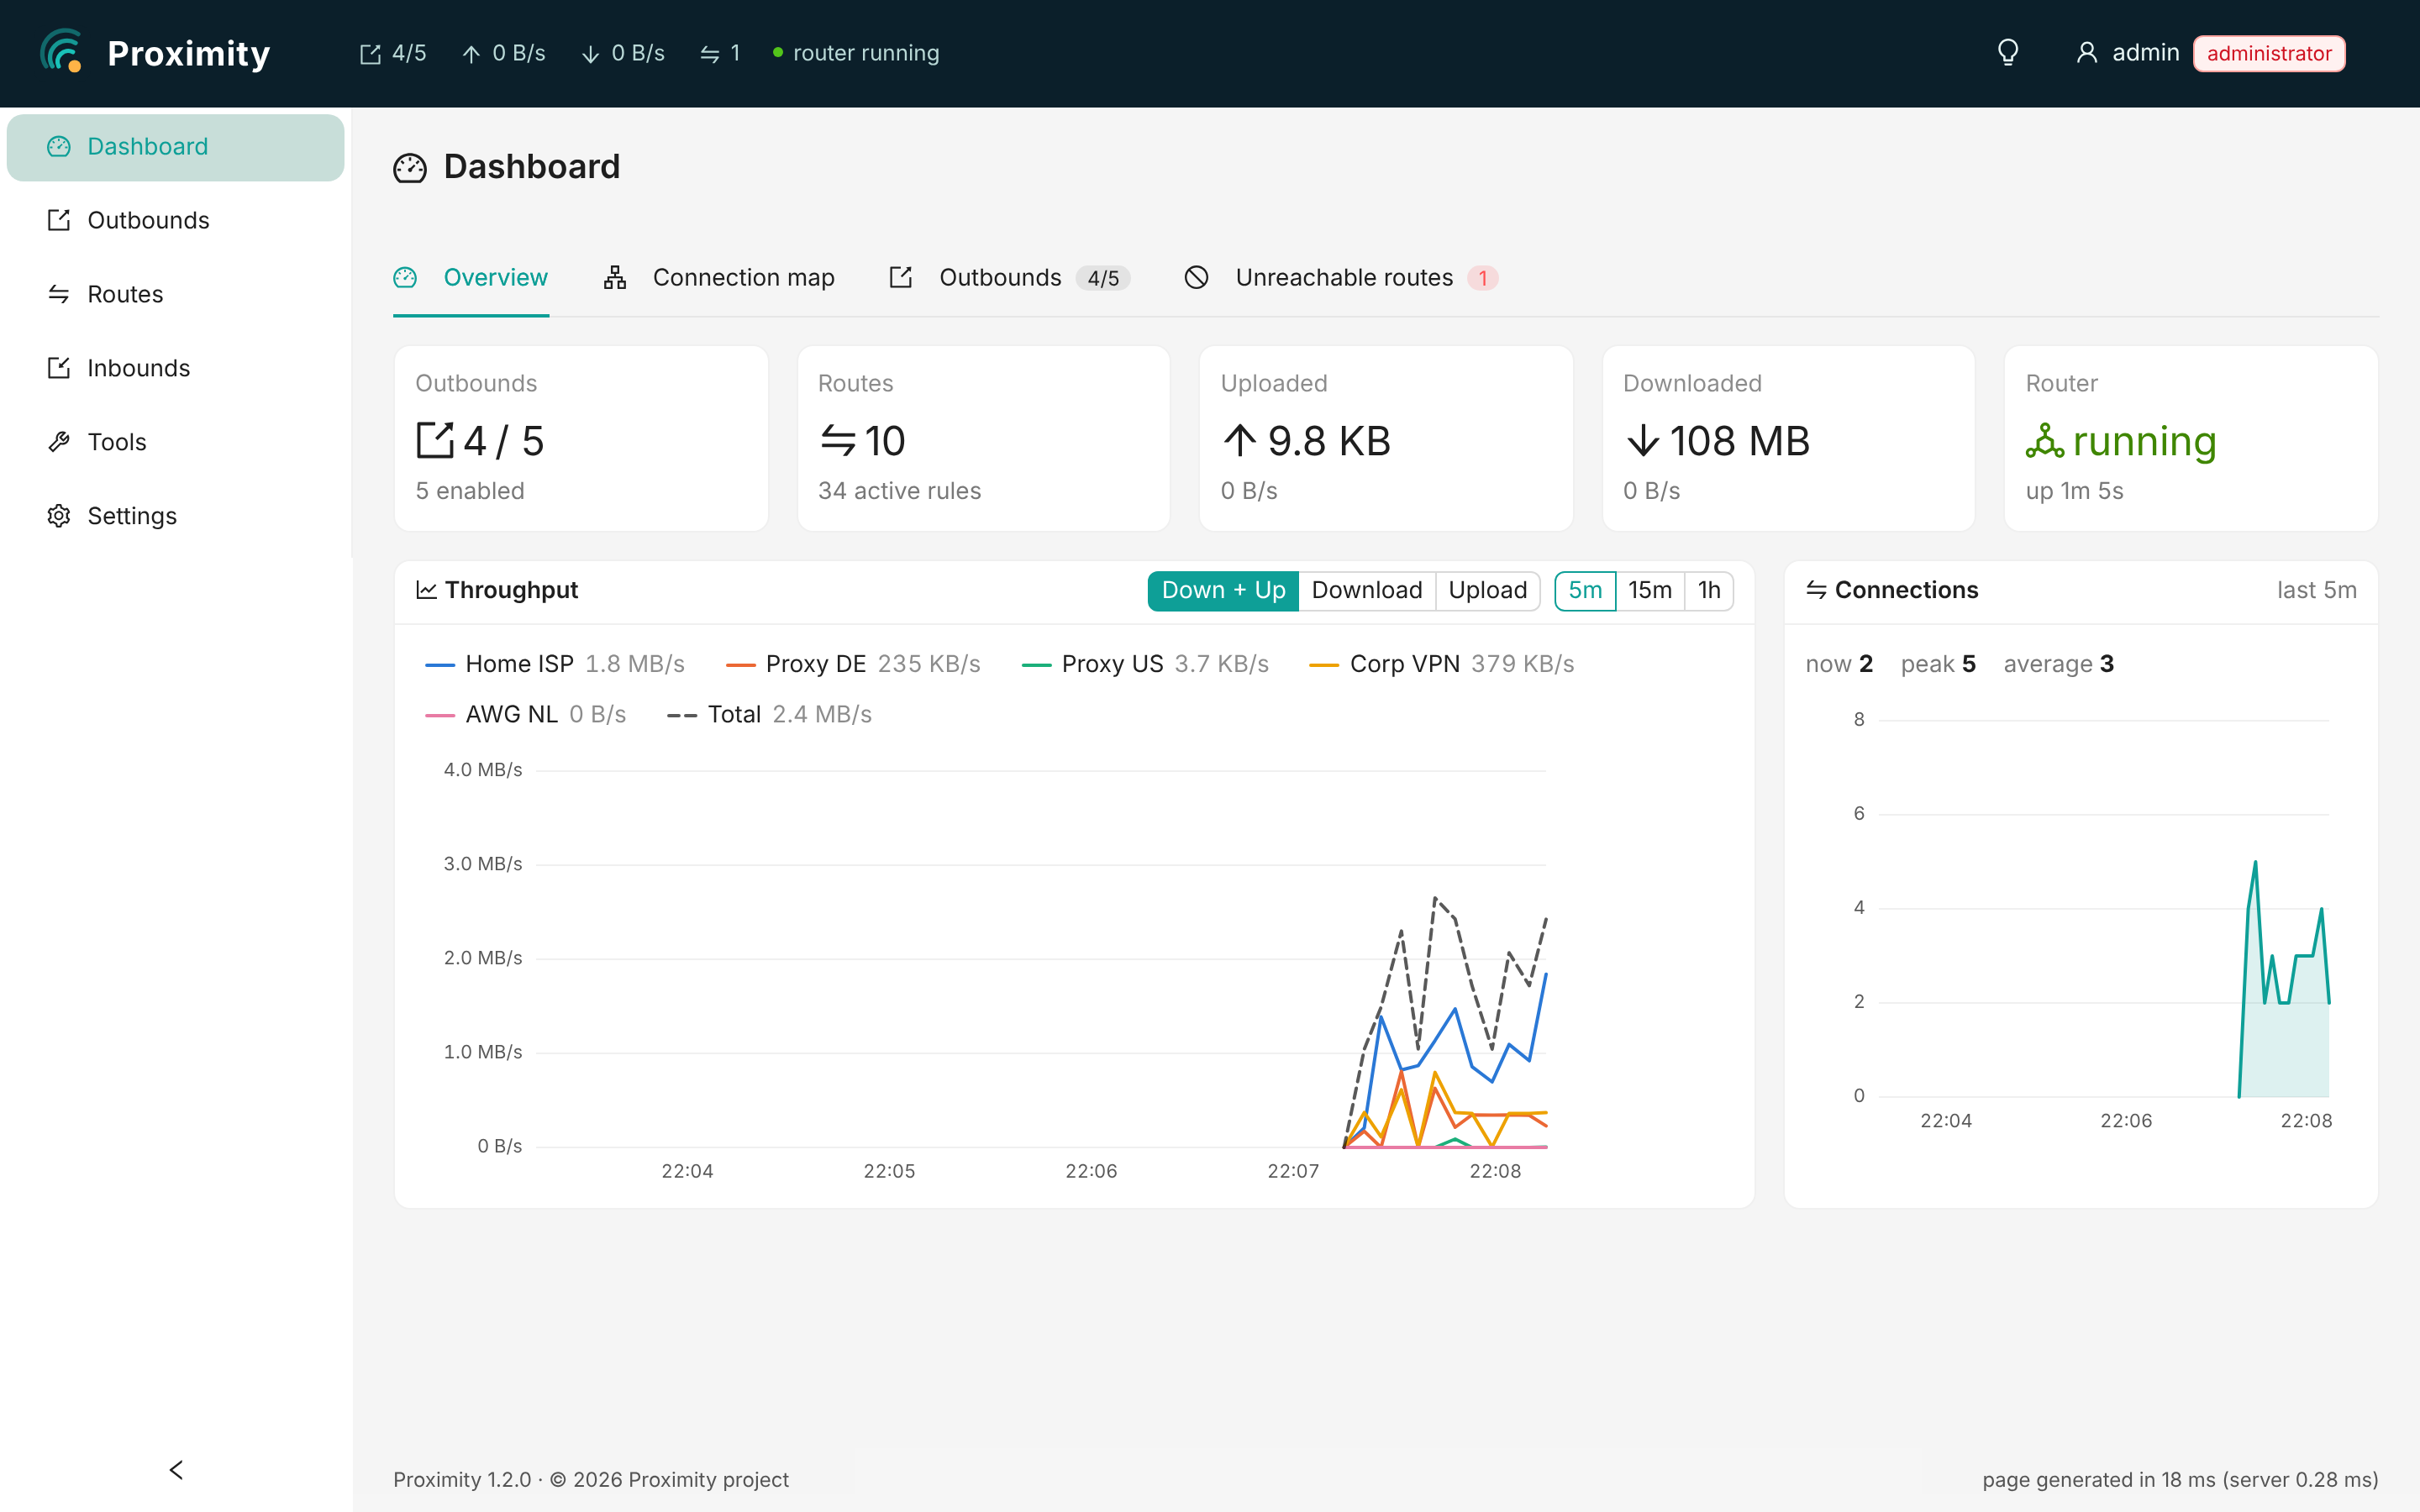 Proximity 4/5 0 B/s 0 B/s 1 router running admin administrator
Dashboard
Outbounds
Routes
Inbounds
Tools
Settings
Dashboard
Overview Connection map Outbounds 4/5 Unreachable routes 1
Outbounds
4 / 5
5 enabled
Routes
10
34 active rules
Uploaded
9.8 KB
0 B/s
Downloaded
108 MB
0 B/s
Router
running
up 1m 5s
Throughput Down + Up Download Upload 5m 15m 1h
Home ISP 1.8 MB/s Proxy DE 235 KB/s Proxy US 3.7 KB/s Corp VPN 379 KB/s
AWG NL 0 B/s Total 2.4 MB/s
4.0 MB/s
3.0 MB/s
2.0 MB/s
1.0 MB/s
0 B/s
22:04 22:05 22:06 22:07 22:08
Connections last 5m
now 2 peak 5 average 3
8
6
4
2
0
22:04 22:06 22:08
Proximity 1.2.0 · © 2026 Proximity project
page generated in 18 ms (server 0.28 ms)